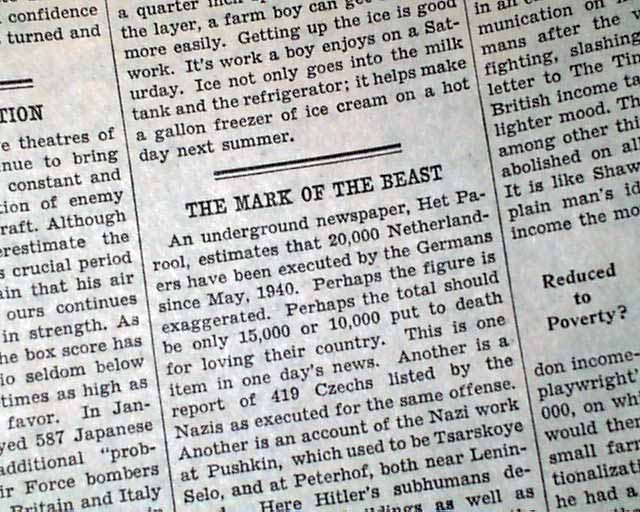 confidence
turned and
TION
e theatres of
nue to bring
constant and
tion of enemy
raft. Although
erestimate the
s crucial period
ain that his air
ours continues
in strength. As
he box score has
io seldom below
times as high as
favor. In Jan-
yed 587 Japanese
additional "prob-
ir Force bombers
Britain and Italy
a quarter inch
the layer, a farm boy can get
more easily. Getting up the ice is good
work. It's work a boy enjoys on a Sat-
urday. Ice not only goes into the milk
tank and the refrigerator; it helps make
a gallon freezer of ice cream on a hot
day next summer.
THE MARK OF THE BEAST
An underground newspaper, Het Pa-
rool, estimates that 20,000 Netherland-
ers have been executed by the Germans
since May, 1940. Perhaps the figure is
exaggerated. Perhaps the total should
be only 15,000 or 10,000 put to death
for loving their country. This is one
item in one day's news. Another is a
report of 419 Czechs listed by the
Nazis as executed for the same offense.
Another is an account of the Nazi work
at Pushkin, which used to be Tsarskoye
Selo, and at Peterhof, both near Lenin-
Here Hitler's subhumans de-
ldings as well as
in all
munication on
mans after the
fighting, slashing
letter to The Tim
British income ta
lighter mood. Th
among other thi
abolished on all
It is like Shaw
plain man's id
income the mo
Reduced
to
Poverty?
don income-
playwright'
000, on whi
would then
small farm
tionalizati
he had a